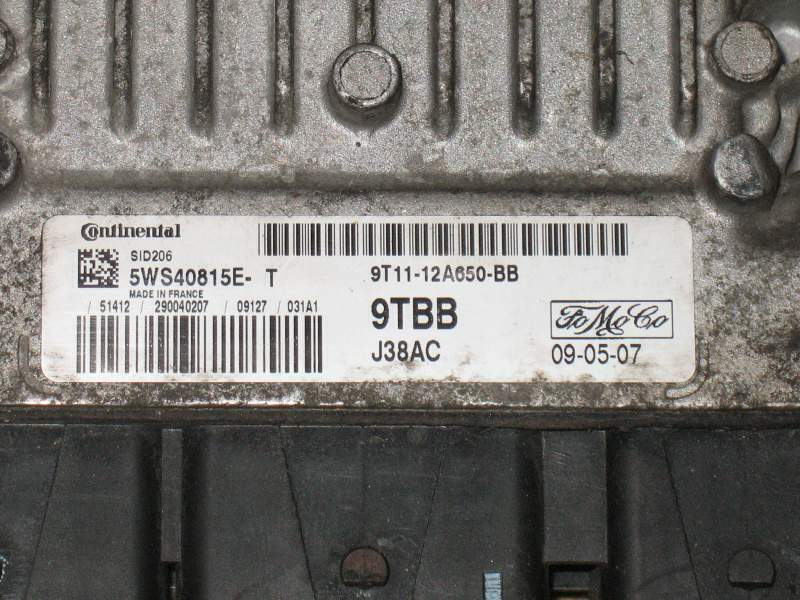 Continental
SID206
5WS40815E- T
MADE IN FRANCE
/ 51412 / 290040207 / 09127 / 031A1
9T11-12A650-BB
9TBB
J38AC
FoMoCo
09-05-07